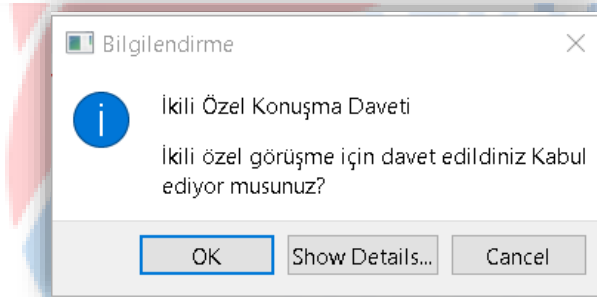 Bilgilendirme
İkili Özel Konuşma Daveti
İkili özel görüşme için davet edildiniz Kabul
ediyor musunuz?
OK
Show Details...
Cancel